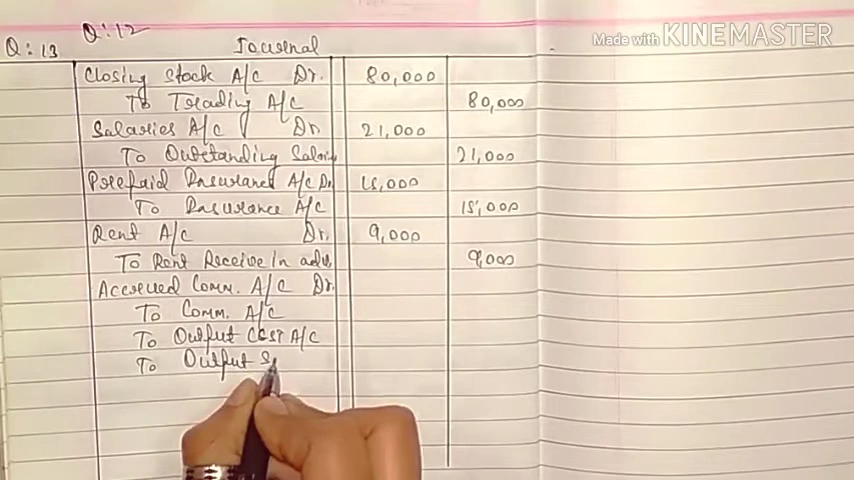 Q: 12
Q: 13 Journal
Made with KINEMASTER
Closing Stock A/C Dr. 80,000
To Trading A/C 80,000
Salaries A/C Dr. 21,000
To Outstanding Salari 21,000
Prepaid Insurance A/C Dr. 15,000
To Insurance A/C 15,000
Rent A/C Dr. 9,000
To Rent Receive in adv. 9,000
Accrued Comm. A/C Dr.
To Comm. A/C
To Output CGST A/C
To Output S